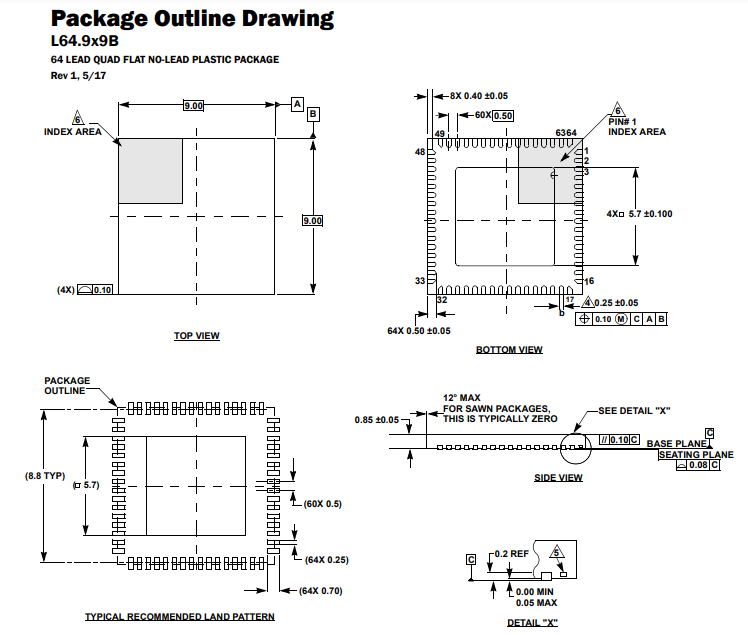 Package Outline Drawing
L64.9x9B
64 LEAD QUAD FLAT NO-LEAD PLASTIC PACKAGE
Rev 1, 5/17
9.00
A
B
6
INDEX AREA
9.00
(4X) 0.10
TOP VIEW
8X 0.40 ±0.05
60X 0.50
6
PIN# 1
INDEX AREA
49
6364
48
1
2
3
4X 5.7 ±0.100
33
16
32
17
4 0.25 ±0.05
b
0.10 M C A B
64X 0.50 ±0.05
BOTTOM VIEW
PACKAGE
OUTLINE
(8.8 TYP)
( 5.7)
(60X 0.5)
(64X 0.25)
(64X 0.70)
TYPICAL RECOMMENDED LAND PATTERN
12° MAX
FOR SAWN PACKAGES,
THIS IS TYPICALLY ZERO
0.85 ±0.05
SEE DETAIL "X"
// 0.10 C
C
BASE PLANE
SEATING PLANE
0.08 C
SIDE VIEW
C
0.2 REF
5
0.00 MIN
0.05 MAX
DETAIL "X"